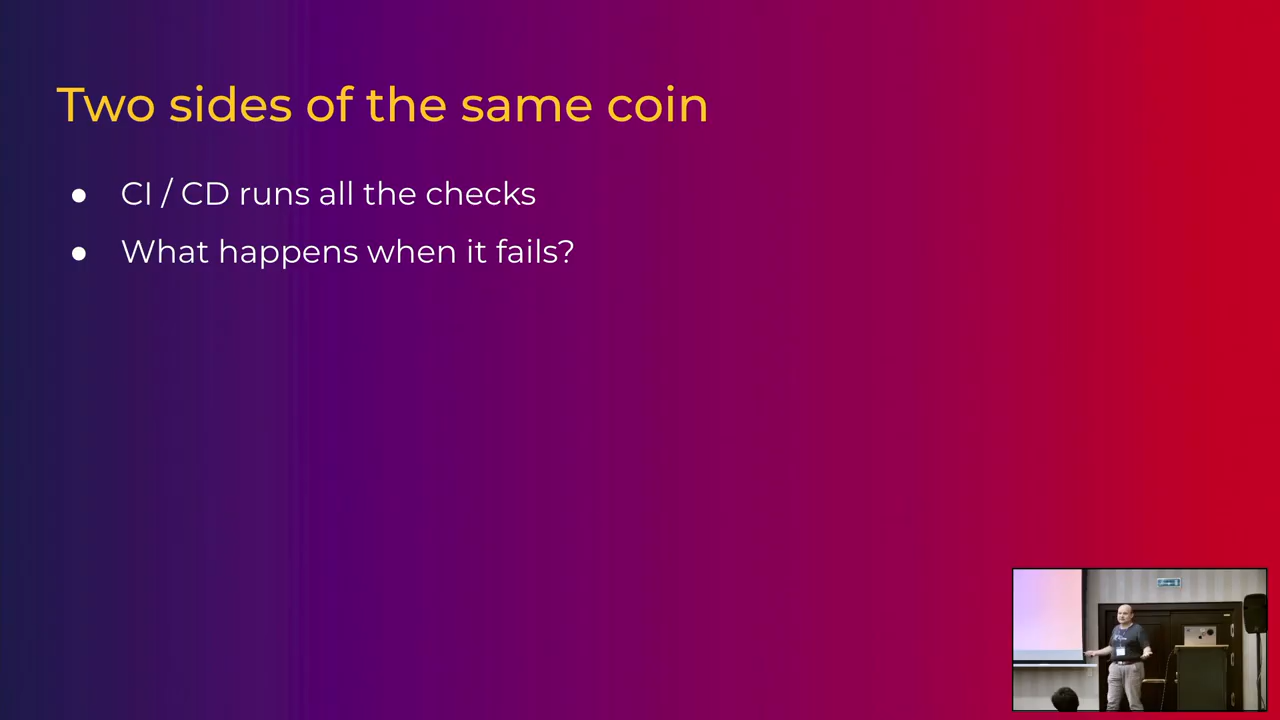 Two sides of the same coin
● CI / CD runs all the checks
● What happens when it fails?